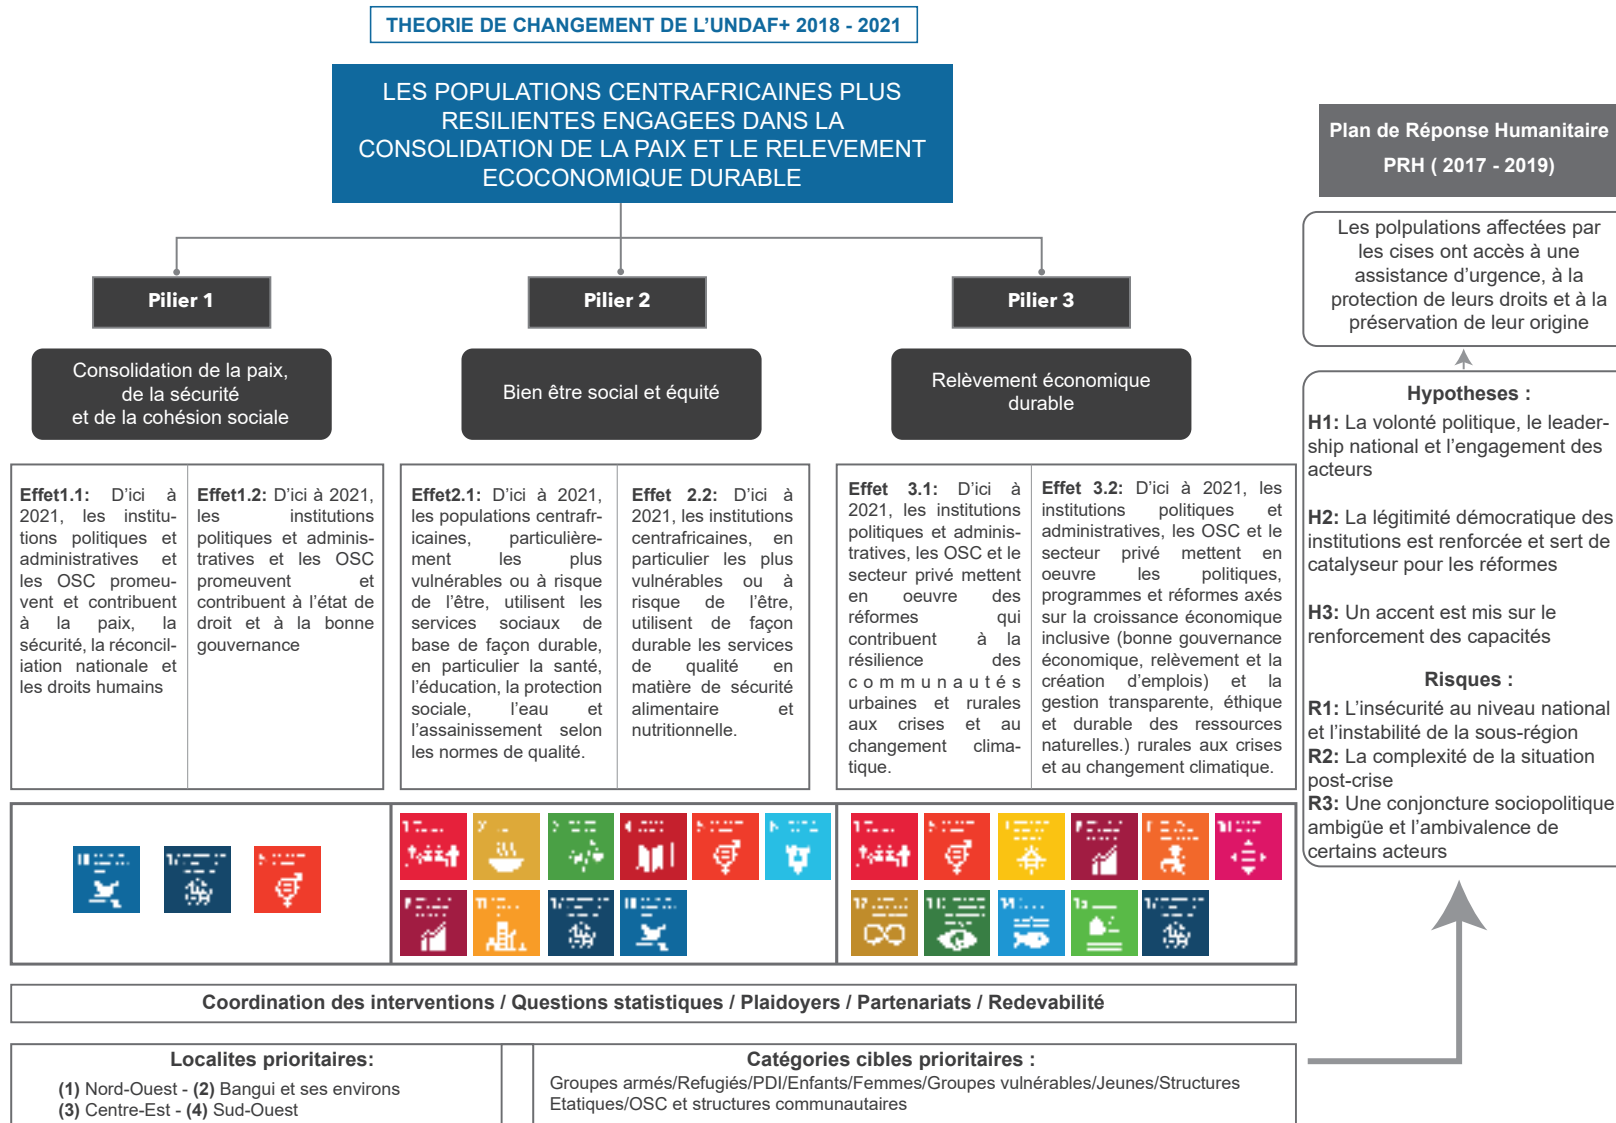 THEORIE DE CHANGEMENT DE L'UNDAF+ 2018 - 2021
LES POPULATIONS CENTRAFRICAINES PLUS
RESILIENTES ENGAGEES DANS LA
CONSOLIDATION DE LA PAIX ET LE RELEVEMENT
ECOCONOMIQUE DURABLE
Pilier 1
Consolidation de la paix,
de la sécurité
et de la cohésion sociale
Pilier 2
Bien être social et équité
Pilier 3
Relèvement économique
durable
Effet1.1: D'ici à
2021, les institu-
tions politiques et
administratives et
les OSC promeu-
vent et contribuent
à la paix, la
sécurité, la réconcil-
iation nationale et
les droits humains
Effet1.2: D'ici à 2021,
les institutions
politiques et adminis-
tratives et les OSC
promeuvent et
contribuent à l'état de
droit et à la bonne
gouvernance
Effet2.1: D'ici à 2021,
les populations centrafr-
icaines, particulière-
ment les plus
vulnérables ou à risque
de l'être, utilisent les
services sociaux de
base de façon durable,
en particulier la santé,
l'éducation, la protection
sociale, l'eau et
l'assainissement selon
les normes de qualité.
Effet 2.2: D'ici à
2021, les institutions
centrafricaines, en
particulier les plus
vulnérables ou à
risque de l'être,
utilisent de façon
durable les services
de qualité en
matière de sécurité
alimentaire et
nutritionnelle.
Effet 3.1: D'ici à
2021, les institutions
politiques et adminis-
tratives, les OSC et le
secteur privé mettent
en oeuvre des
réformes qui
contribuent à la
résilience des
communautés
urbaines et rurales
aux crises et au
changement clima-
tique.
Effet 3.2: D'ici à 2021, les
institutions politiques et
administratives, les OSC et le
secteur privé mettent en
oeuvre les politiques,
programmes et réformes axés
sur la croissance économique
inclusive (bonne gouvernance
économique, relèvement et la
création d'emplois) et la
gestion transparente, éthique
et durable des ressources
naturelles.) rurales aux crises
et au changement climatique.
Coordination des interventions / Questions statistiques / Plaidoyers / Partenariats / Redevabilité
Localites prioritaires:
(1) Nord-Ouest - (2) Bangui et ses environs
(3) Centre-Est - (4) Sud-Ouest
Catégories cibles prioritaires :
Groupes armés/Refugiés/PDI/Enfants/Femmes/Groupes vulnérables/Jeunes/Structures
Etatiques/OSC et structures communautaires
Plan de Réponse Humanitaire
PRH ( 2017 - 2019)
Les polpulations affectées par
les cises ont accès à une
assistance d'urgence, à la
protection de leurs droits et à la
préservation de leur origine
Hypotheses :
H1: La volonté politique, le leader-
ship national et l'engagement des
acteurs
H2: La légitimité démocratique des
institutions est renforcée et sert de
catalyseur pour les réformes
H3: Un accent est mis sur le
renforcement des capacités
Risques :
R1: L'insécurité au niveau national
et l'instabilité de la sous-région
R2: La complexité de la situation
post-crise
R3: Une conjoncture sociopolitique
ambigüe et l'ambivalence de
certains acteurs